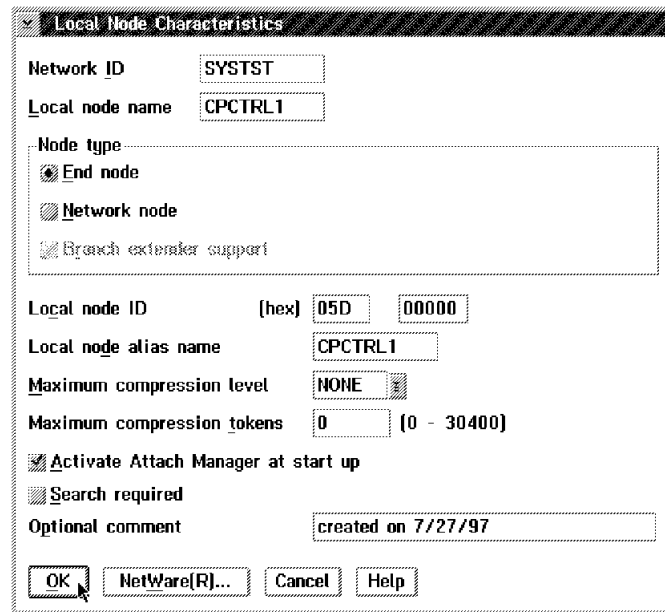 Local Node Characteristics
Network ID SYSTST
Local node name CPCTRL1
Node type
End node
Network node
Branch extender support
Local node ID (hex) 05D 00000
Local node alias name CPCTRL1
Maximum compression level NONE
Maximum compression tokens 0 (0 - 30400)
Activate Attach Manager at start up
Search required
Optional comment created on 7/27/97
OK NetWare(R)... Cancel Help